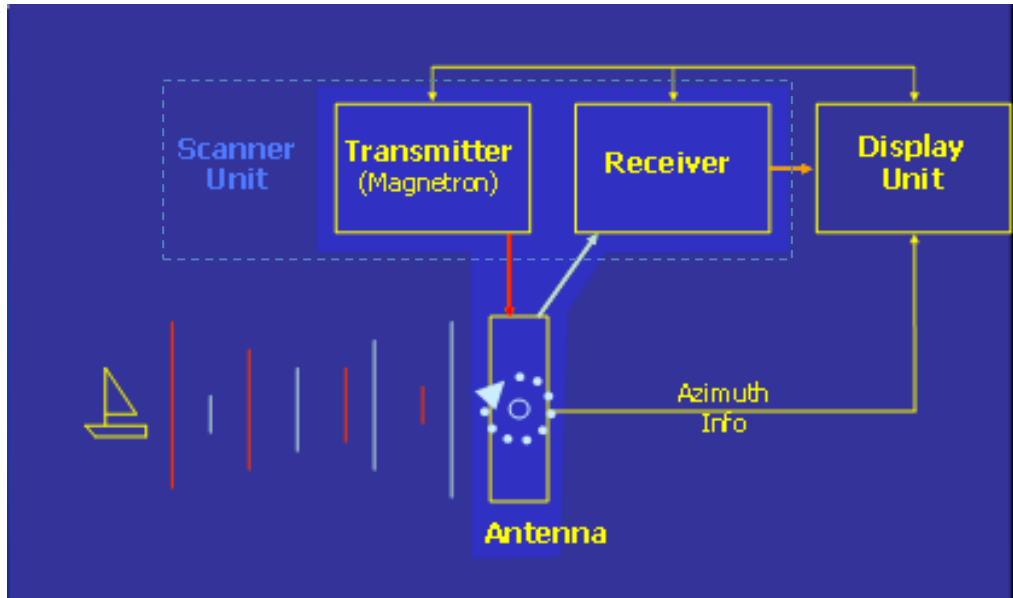 Scanner
Unit
Transmitter
(Magnetron)
Receiver
Display
Unit
Azimuth
Info
Antenna